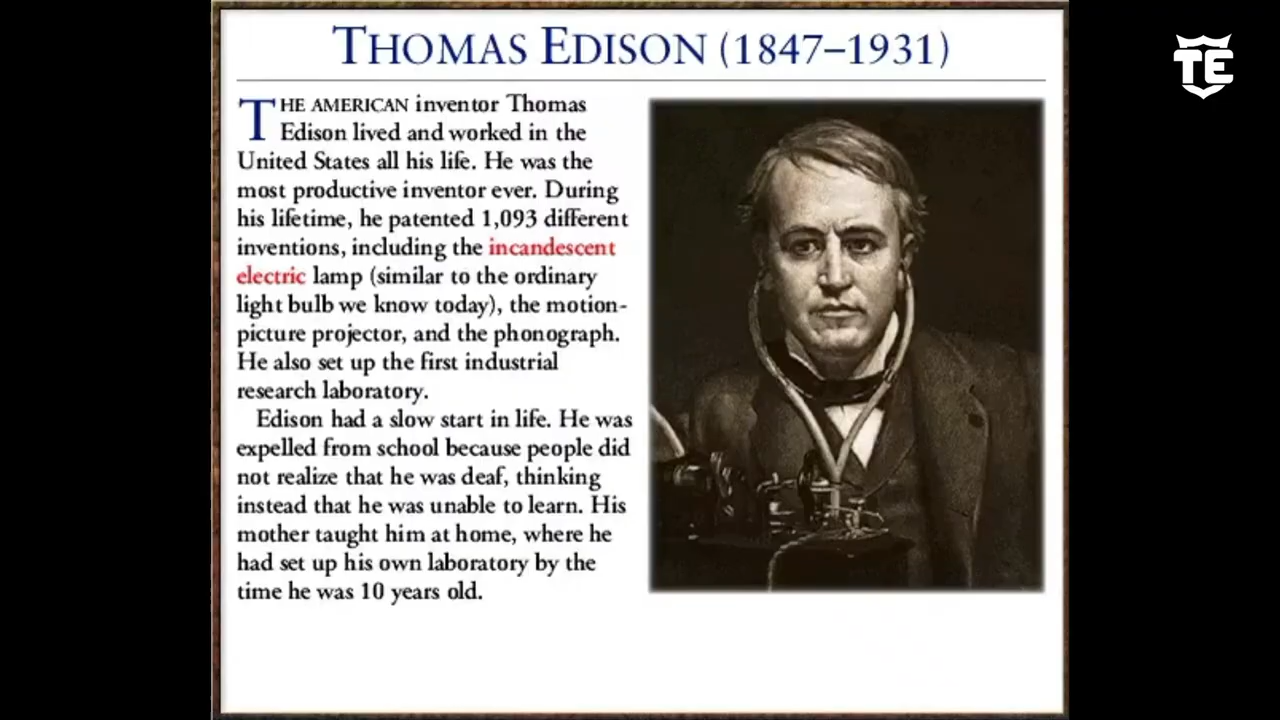 THOMAS EDISON (1847–1931)
THE AMERICAN inventor Thomas
Edison lived and worked in the
United States all his life. He was the
most productive inventor ever. During
his lifetime, he patented 1,093 different
inventions, including the incandescent
electric lamp (similar to the ordinary
light bulb we know today), the motion-
picture projector, and the phonograph.
He also set up the first industrial
research laboratory.
Edison had a slow start in life. He was
expelled from school because people did
not realize that he was deaf, thinking
instead that he was unable to learn. His
mother taught him at home, where he
had set up his own laboratory by the
time he was 10 years old.
TE